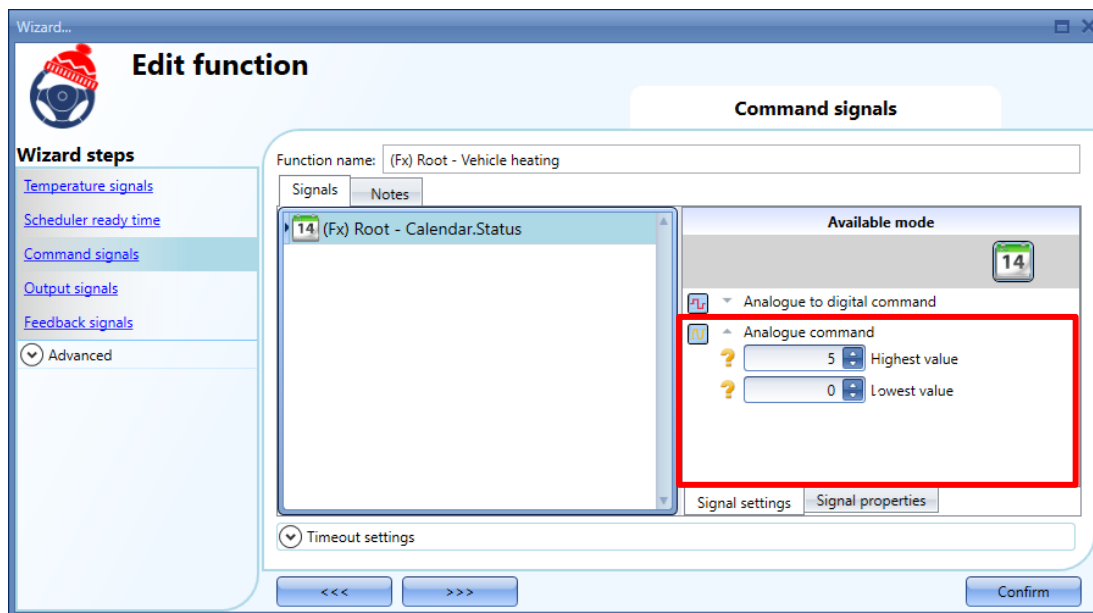 Wizard...
Edit function
Command signals
Wizard steps
Temperature signals
Scheduler ready time
Command signals
Output signals
Feedback signals
Advanced
Function name: (Fx) Root - Vehicle heating
Signals Notes
14 (Fx) Root - Calendar.Status
Available mode
14
Analogue to digital command
Analogue command
? 5 Highest value
? 0 Lowest value
Signal settings Signal properties
Timeout settings
<<< >>> Confirm